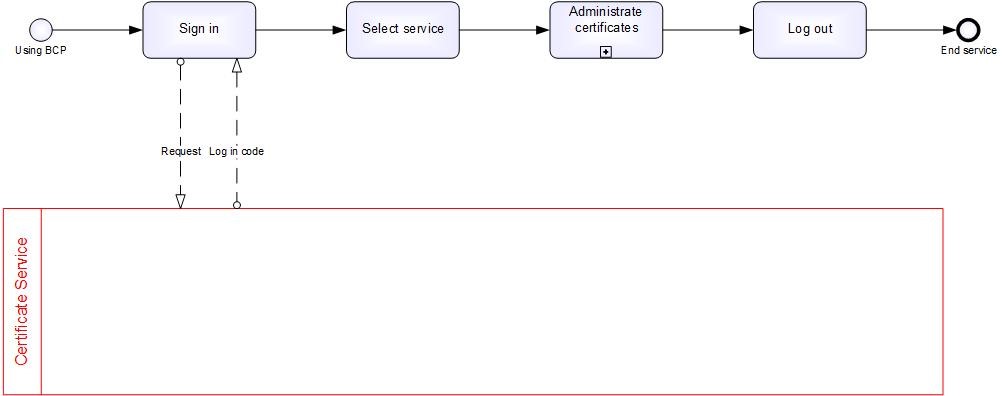 Using BCP
Sign in
Select service
Administrate
certificates
Log out
End service
Request
Log in code
Certificate Service